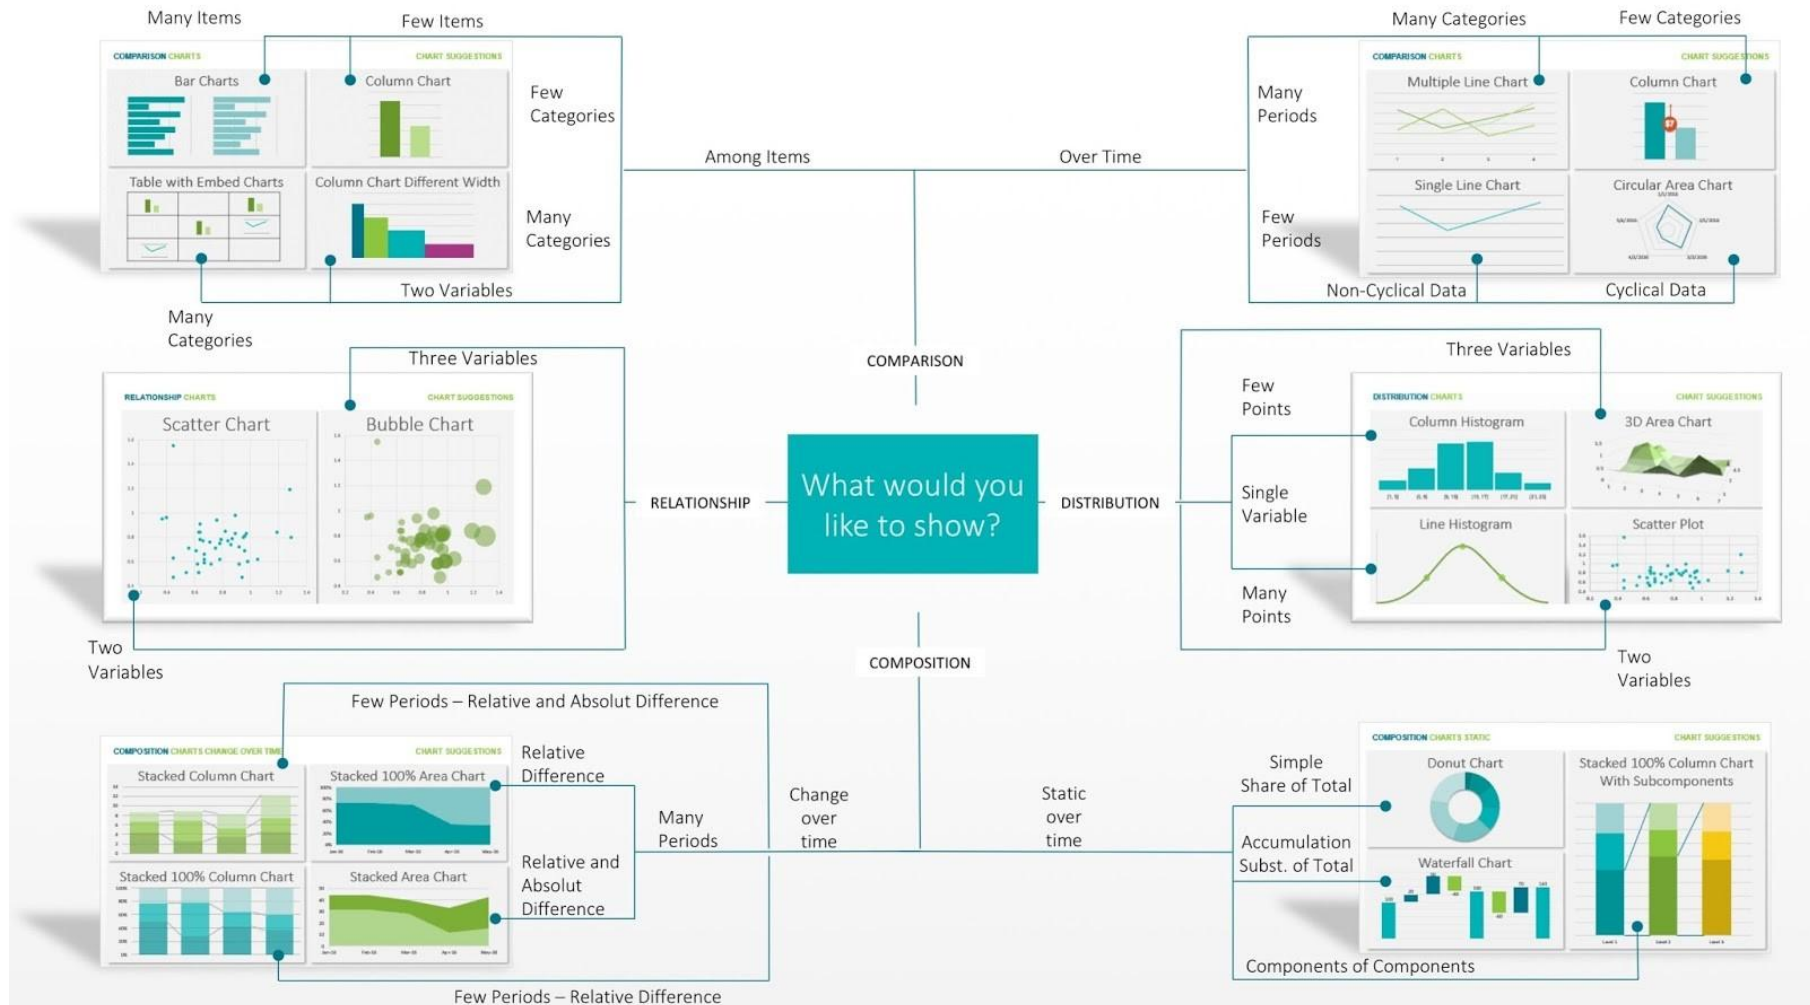 Many Items
Few Items
COMPARISON CHARTS
CHART SUGGESTIONS
Bar Charts
Column Chart
Few
Categories
Table with Embed Charts
Column Chart Different Width
Many
Categories
Two Variables
Many
Categories
Among Items
Over Time
COMPARISON
Many Categories
Few Categories
COMPARISON CHARTS
CHART SUGGESTIONS
Many
Periods
Multiple Line Chart
Column Chart
Few
Periods
Single Line Chart
Circular Area Chart
Non-Cyclical Data
Cyclical Data
Three Variables
RELATIONSHIP CHARTS
CHART SUGGESTIONS
Scatter Chart
Bubble Chart
Two
Variables
RELATIONSHIP
What would you
like to show?
DISTRIBUTION
Three Variables
Few
Points
DISTRIBUTION CHARTS
CHART SUGGESTIONS
Column Histogram
3D Area Chart
Single
Variable
Line Histogram
Scatter Plot
Many
Points
Two
Variables
COMPOSITION
Few Periods – Relative and Absolut Difference
COMPOSITION CHARTS CHANGE OVER TIME
CHART SUGGESTIONS
Relative
Difference
Stacked Column Chart
Stacked 100% Area Chart
Many
Periods
Change
over
time
Relative and
Absolut
Difference
Stacked 100% Column Chart
Stacked Area Chart
Few Periods – Relative Difference
Static
over
time
Simple
Share of Total
Accumulation
Subst. of Total
COMPOSITION CHARTS STATIC
CHART SUGGESTIONS
Donut Chart
Stacked 100% Column Chart
With Subcomponents
Waterfall Chart
Components of Components